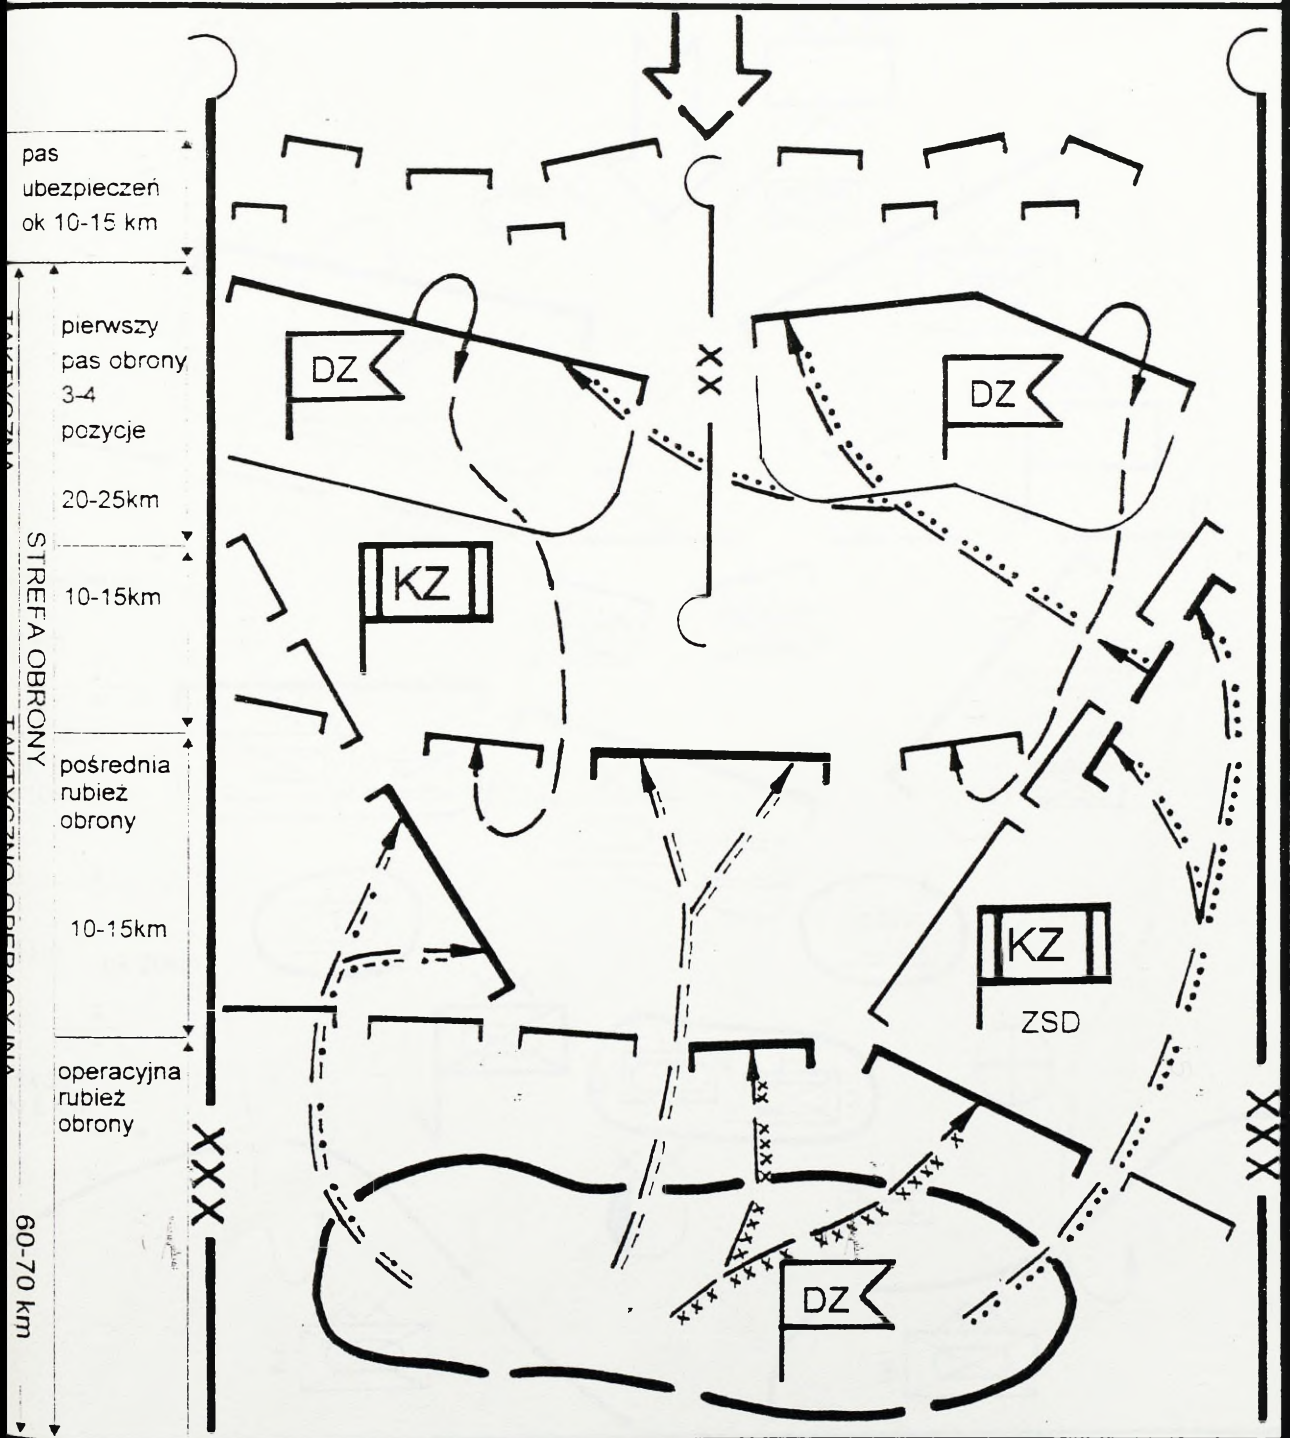 pas
ubezpieczeń
ok 10-15 km
pierwszy
pas obrony
3-4
pozycje
20-25km
10-15km
pośrednia
rubież
obrony
10-15km
operacyjna
rubież
obrony
STREFA OBRONY
60-70 km
DZ
XX
DZ
KZ
KZ
ZSD
XXX
XXX
DZ